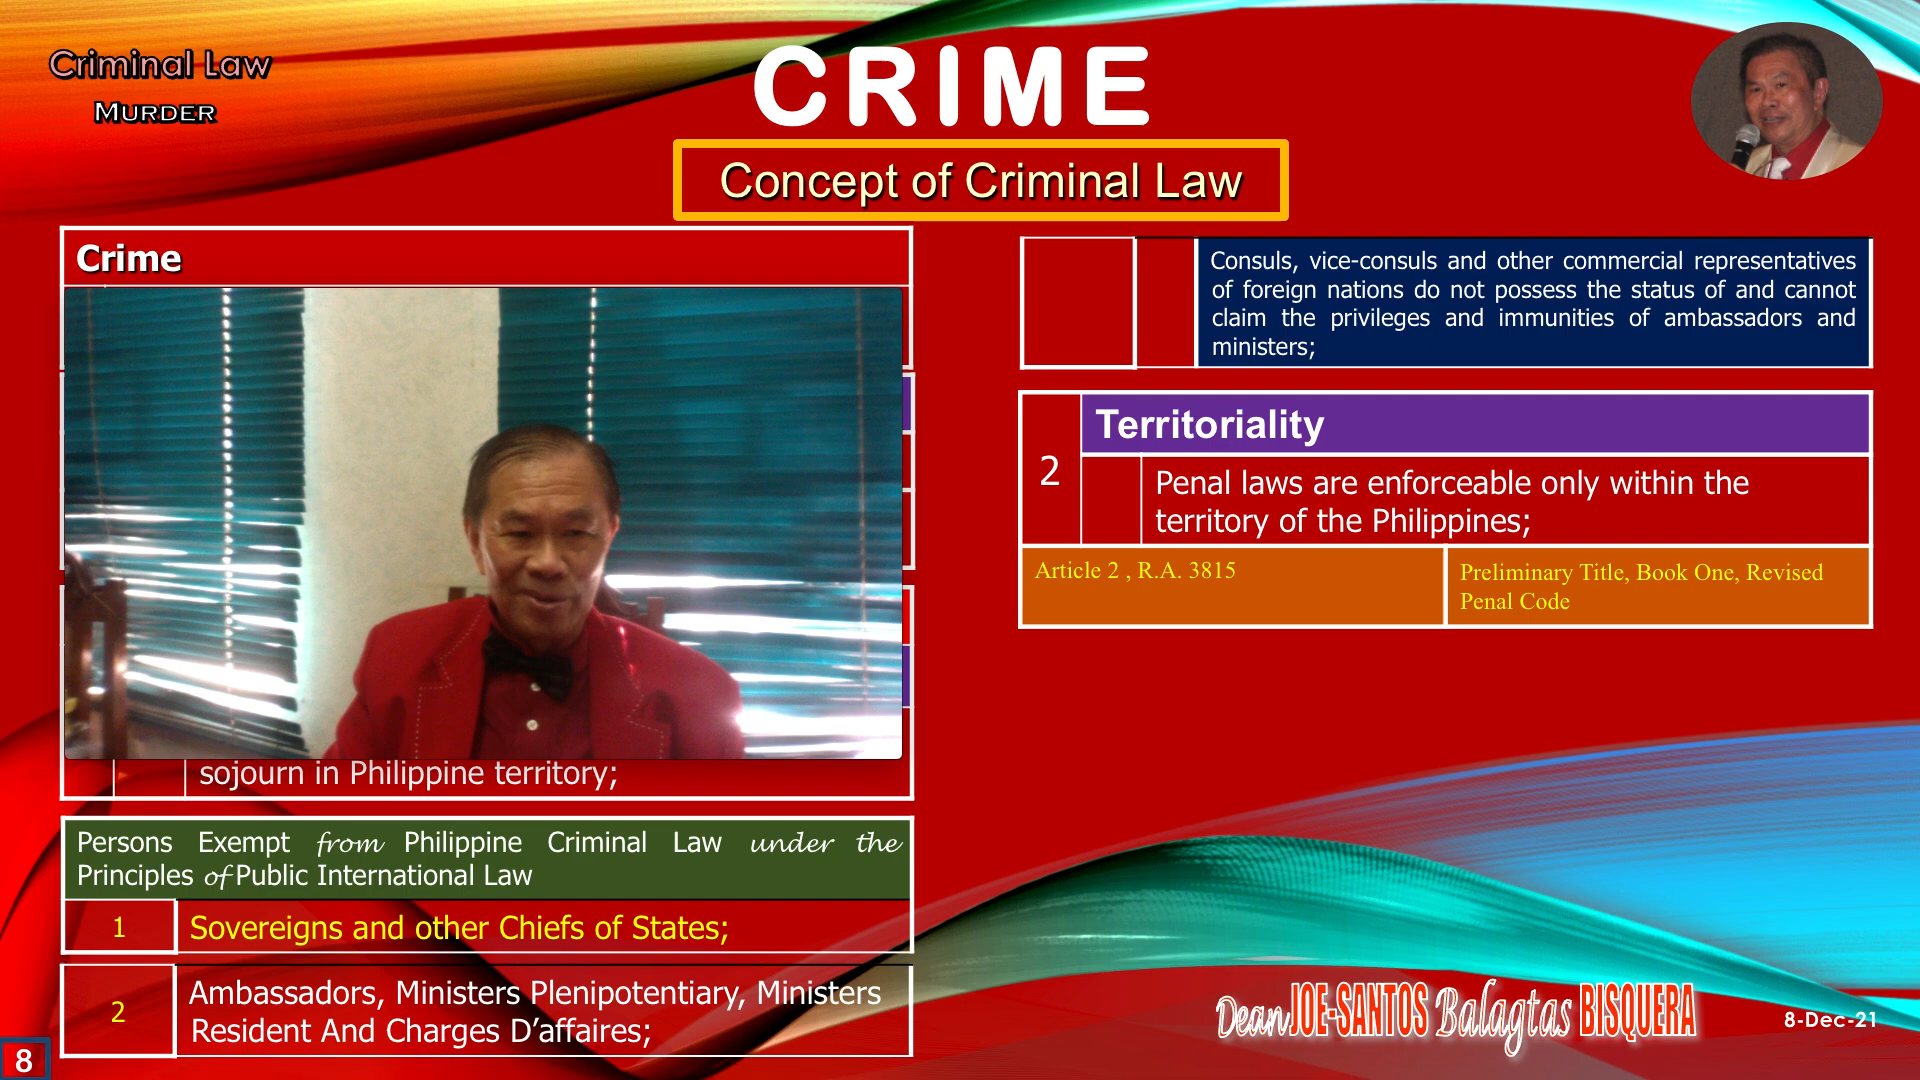 Criminal Law
MURDER
CRIME
Concept of Criminal Law
Crime
sojourn in Philippine territory;
Persons Exempt from Philippine Criminal Law under the
Principles of Public International Law
1
Sovereigns and other Chiefs of States;
2
Ambassadors, Ministers Plenipotentiary, Ministers
Resident And Charges D’affaires;
8
Consuls, vice-consuls and other commercial representatives
of foreign nations do not possess the status of and cannot
claim the privileges and immunities of ambassadors and
ministers;
2
Territoriality
Penal laws are enforceable only within the
territory of the Philippines;
Article 2 , R.A. 3815
Preliminary Title, Book One, Revised
Penal Code
Dean JOE-SANTOS Balagtas BISQUERA
8-Dec-21